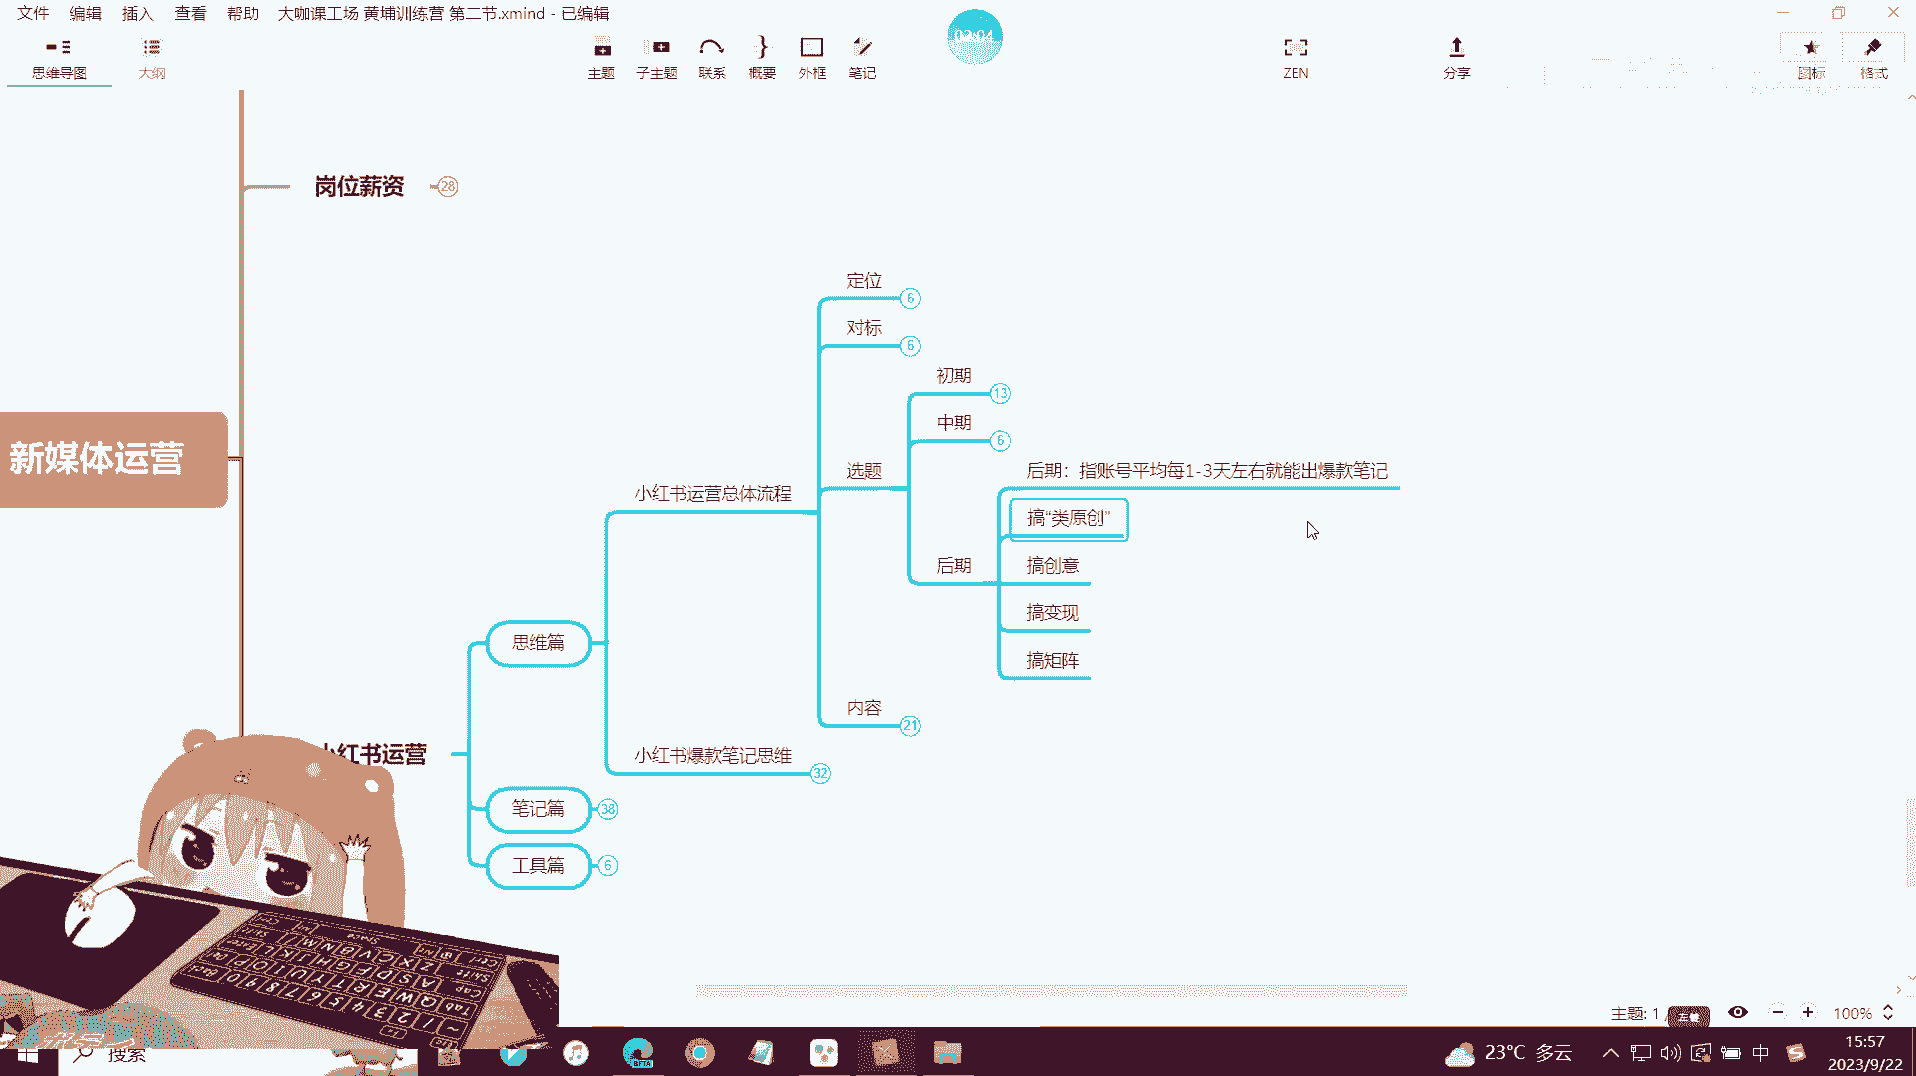 文件 编辑 插入 查看 帮助 大咖课工场 黄埔训练营 第二节.xmind - 已编辑
02:04
思维导图 大纲 主题 子主题 联系 概要 外框 笔记 ZEN 分享 图标 格式
岗位薪资 28
定位 6
对标 6
初期 13
中期 6
新媒体运营
选题
后期：指账号平均每1-3天左右就能出爆款笔记
小红书运营总体流程
搞“类原创”
后期
搞创意
搞变现
思维篇
搞矩阵
内容 21
小红书运营
小红书爆款笔记思维 32
笔记篇 38
工具篇 6
主题: 1
100%
搜索
BETA
23°C 多云
中
15:57
2023/9/22